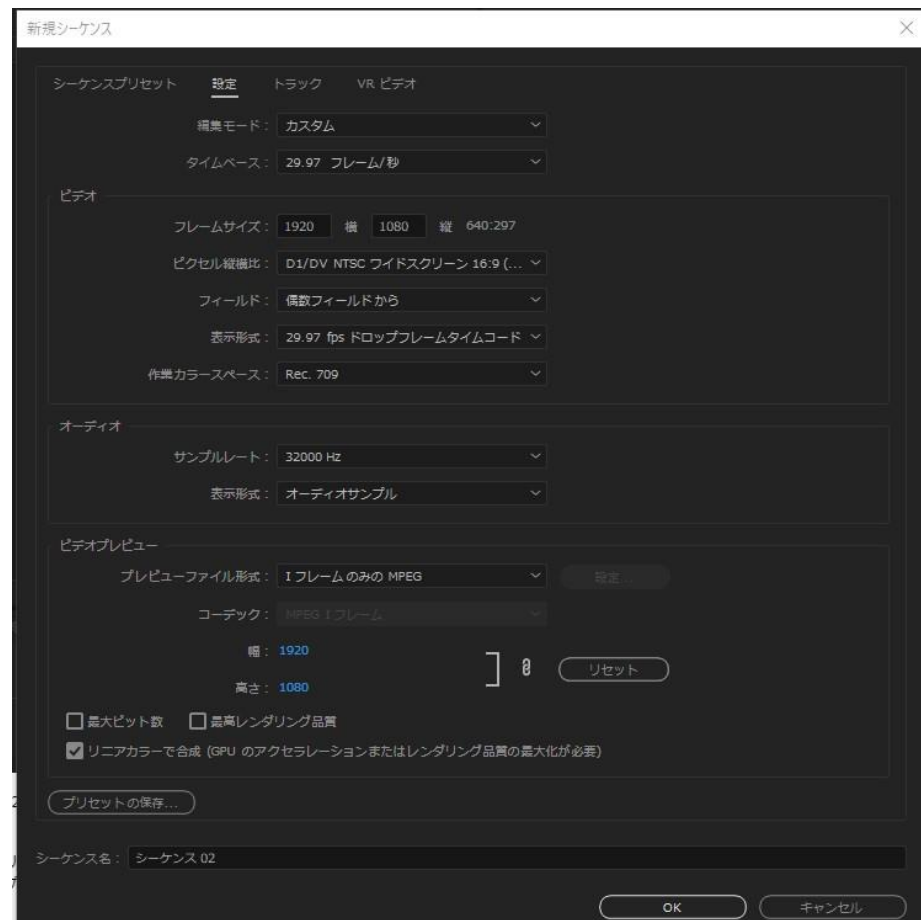 新規シーケンス
シーケンスプリセット 設定 トラック VR ビデオ
編集モード： カスタム
タイムベース： 29.97 フレーム/秒
ビデオ
フレームサイズ： 1920 横 1080 縦 640:297
ピクセル縦横比： D1/DV NTSC ワイドスクリーン 16:9 (...
フィールド： 偶数フィールドから
表示形式： 29.97 fps ドロップフレームタイムコード
作業カラースペース： Rec. 709
オーディオ
サンプルレート： 32000 Hz
表示形式： オーディオサンプル
ビデオプレビュー
プレビューファイル形式： I フレームのみの MPEG 設定...
コーデック： MPEG I フレーム
幅： 1920
高さ： 1080
リセット
最大ビット数 最高レンダリング品質
リニアカラーで合成 (GPU のアクセラレーションまたはレンダリング品質の最大化が必要)
プリセットの保存...
シーケンス名： シーケンス 02
OK キャンセル